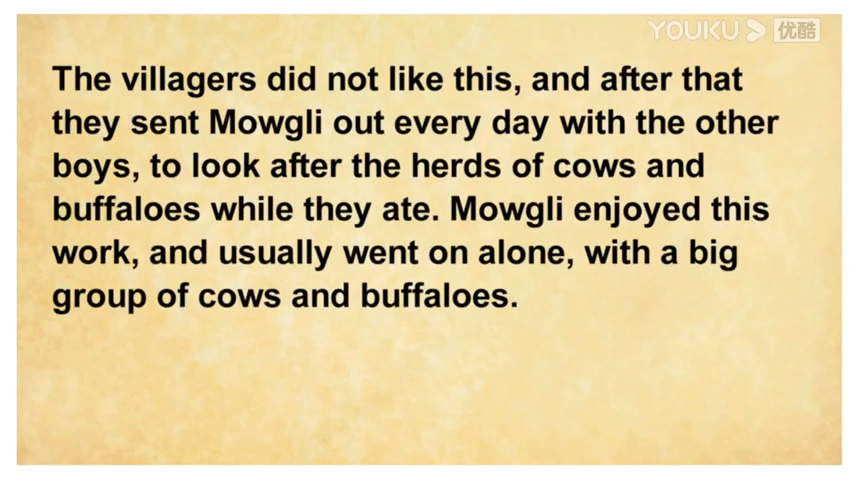 YOUKU 优酷
The villagers did not like this, and after that
they sent Mowgli out every day with the other
boys, to look after the herds of cows and
buffaloes while they ate. Mowgli enjoyed this
work, and usually went on alone, with a big
group of cows and buffaloes.